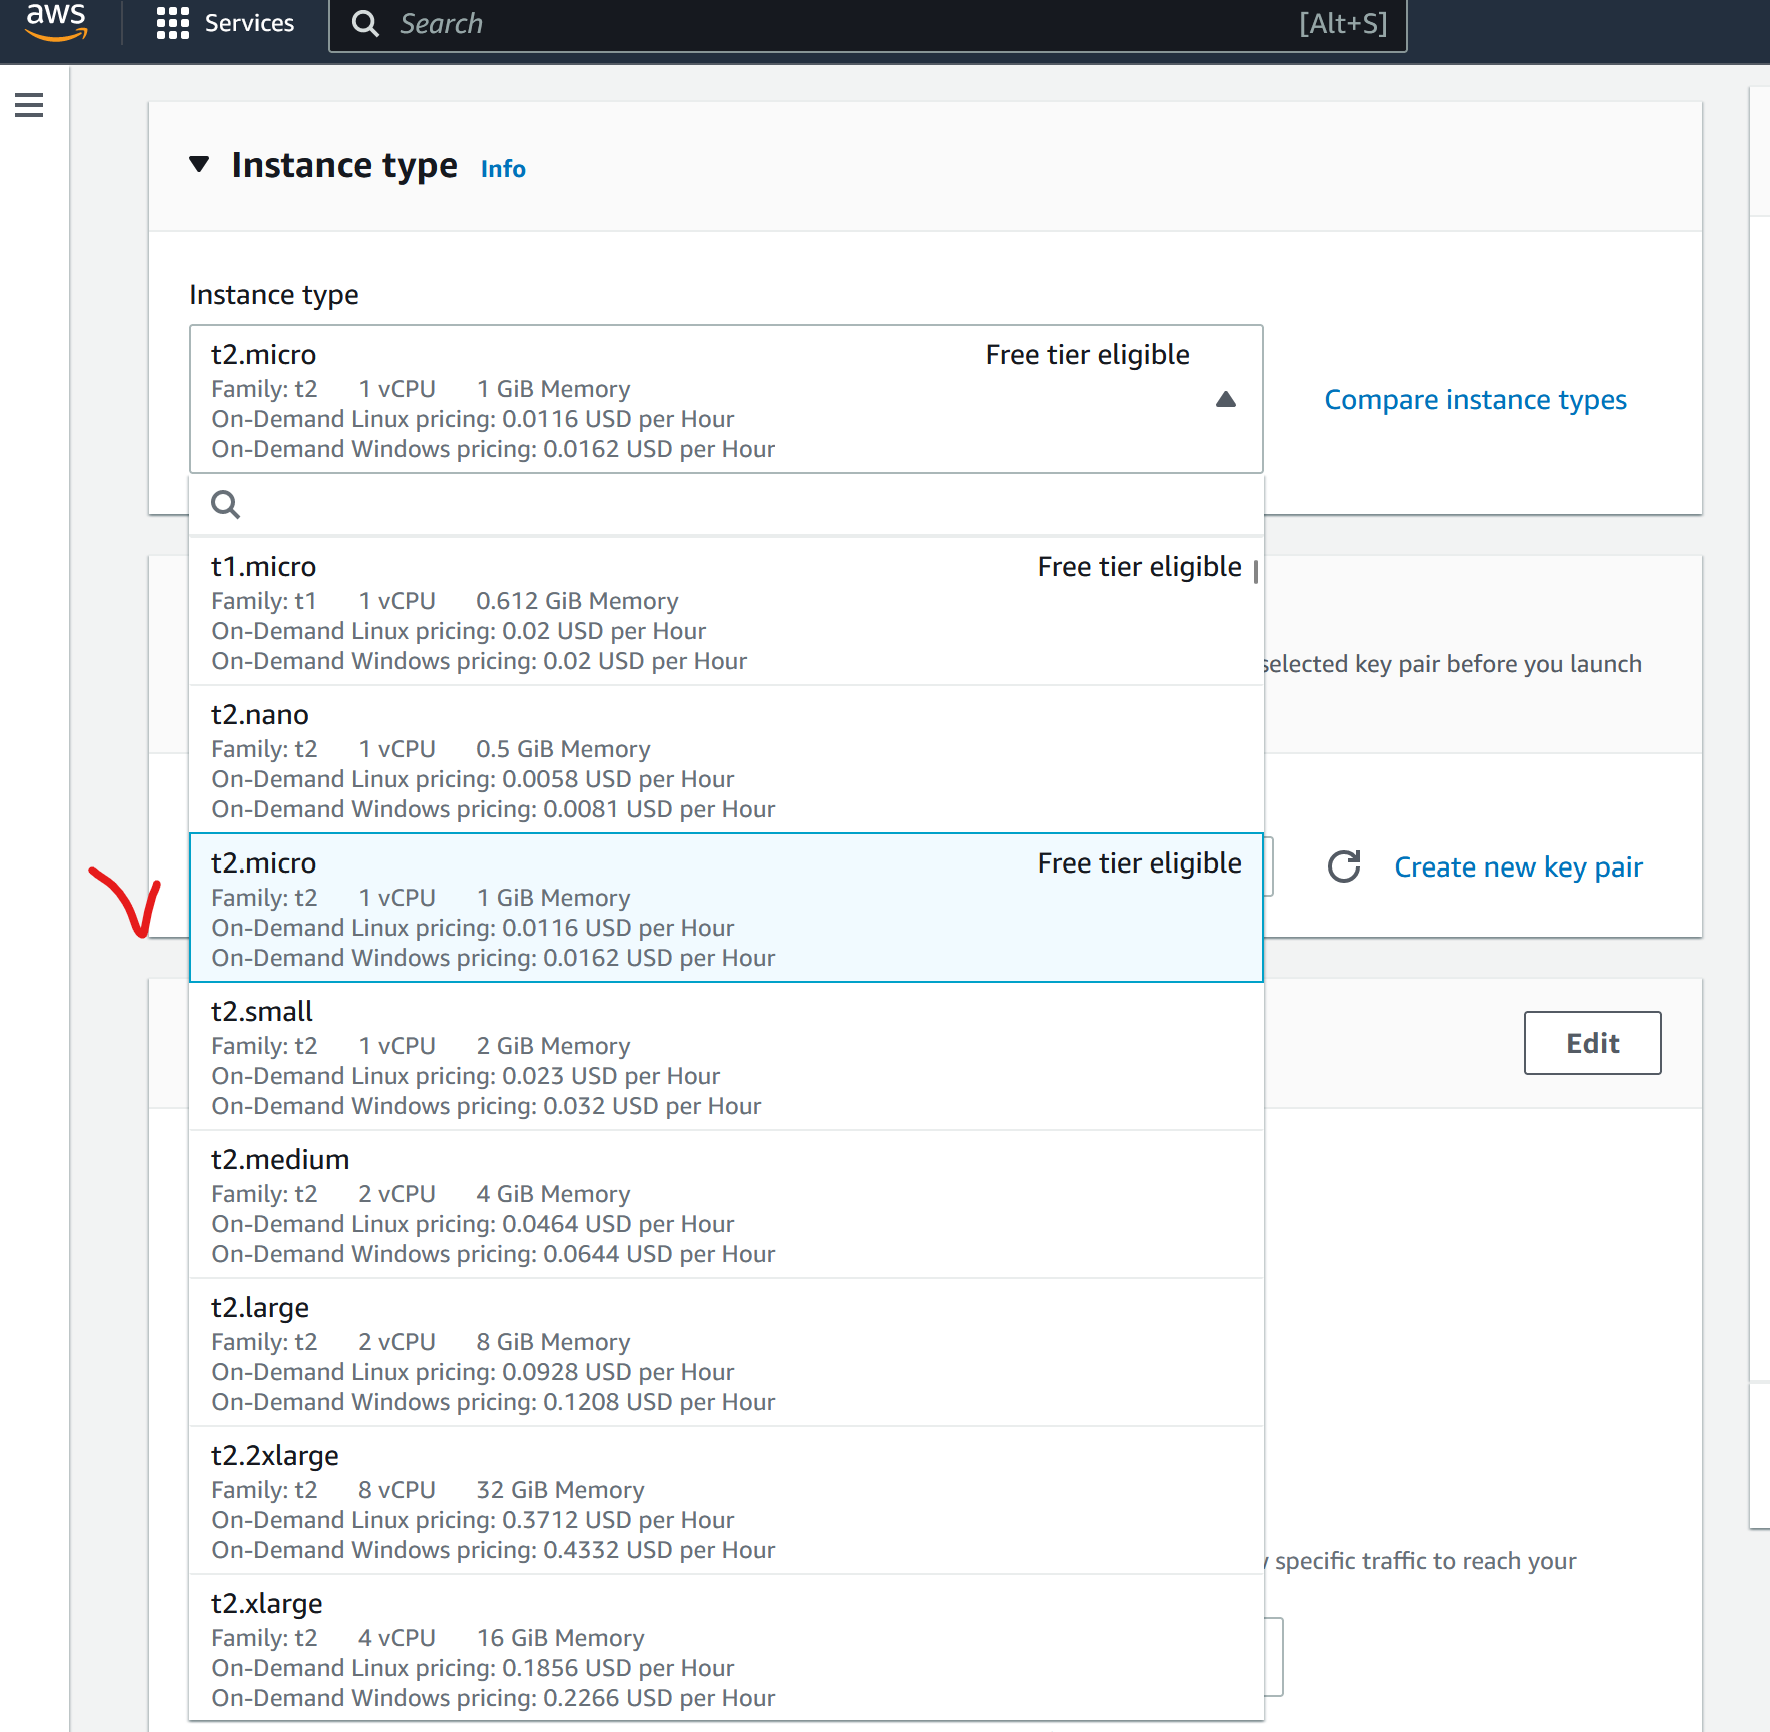 aws
Services
Search
[Alt+S]
Instance type Info
Instance type
t2.micro Free tier eligible
Family: t2 1 vCPU 1 GiB Memory
On-Demand Linux pricing: 0.0116 USD per Hour
On-Demand Windows pricing: 0.0162 USD per Hour
Compare instance types
t1.micro Free tier eligible
Family: t1 1 vCPU 0.612 GiB Memory
On-Demand Linux pricing: 0.02 USD per Hour
On-Demand Windows pricing: 0.02 USD per Hour
selected key pair before you launch
t2.nano
Family: t2 1 vCPU 0.5 GiB Memory
On-Demand Linux pricing: 0.0058 USD per Hour
On-Demand Windows pricing: 0.0081 USD per Hour
t2.micro Free tier eligible
Family: t2 1 vCPU 1 GiB Memory
On-Demand Linux pricing: 0.0116 USD per Hour
On-Demand Windows pricing: 0.0162 USD per Hour
Create new key pair
t2.small
Family: t2 1 vCPU 2 GiB Memory
On-Demand Linux pricing: 0.023 USD per Hour
On-Demand Windows pricing: 0.032 USD per Hour
Edit
t2.medium
Family: t2 2 vCPU 4 GiB Memory
On-Demand Linux pricing: 0.0464 USD per Hour
On-Demand Windows pricing: 0.0644 USD per Hour
t2.large
Family: t2 2 vCPU 8 GiB Memory
On-Demand Linux pricing: 0.0928 USD per Hour
On-Demand Windows pricing: 0.1208 USD per Hour
t2.2xlarge
Family: t2 8 vCPU 32 GiB Memory
On-Demand Linux pricing: 0.3712 USD per Hour
On-Demand Windows pricing: 0.4332 USD per Hour
specific traffic to reach your
t2.xlarge
Family: t2 4 vCPU 16 GiB Memory
On-Demand Linux pricing: 0.1856 USD per Hour
On-Demand Windows pricing: 0.2266 USD per Hour